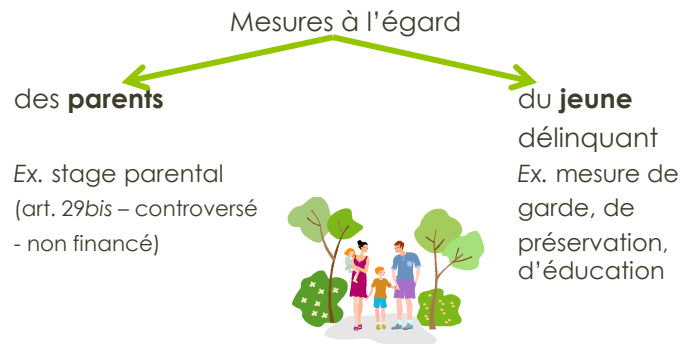 Mesures à l’égard
des parents
Ex. stage parental
(art. 29bis – controversé
- non financé)
du jeune
délinquant
Ex. mesure de
garde, de
préservation,
d’éducation